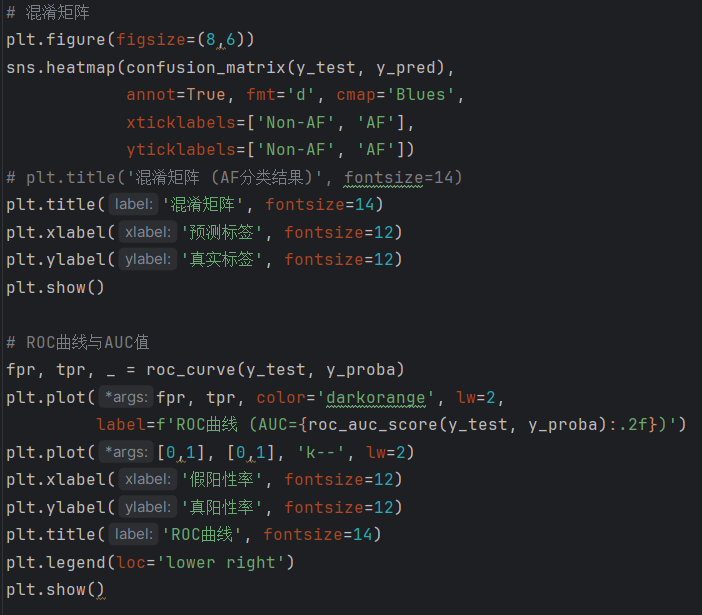 # 混淆矩阵
plt.figure(figsize=(8,6))
sns.heatmap(confusion_matrix(y_test, y_pred),
            annot=True, fmt='d', cmap='Blues',
            xticklabels=['Non-AF', 'AF'],
            yticklabels=['Non-AF', 'AF'])
# plt.title('混淆矩阵 (AF分类结果)', fontsize=14)
plt.title( label: '混淆矩阵', fontsize=14)
plt.xlabel( xlabel: '预测标签', fontsize=12)
plt.ylabel( ylabel: '真实标签', fontsize=12)
plt.show()

# ROC曲线与AUC值
fpr, tpr, _ = roc_curve(y_test, y_proba)
plt.plot( *args: fpr, tpr, color='darkorange', lw=2,
         label=f'ROC曲线 (AUC={roc_auc_score(y_test, y_proba):.2f})')
plt.plot( *args: [0,1], [0,1], 'k--', lw=2)
plt.xlabel( xlabel: '假阳性率', fontsize=12)
plt.ylabel( ylabel: '真阳性率', fontsize=12)
plt.title( label: 'ROC曲线', fontsize=14)
plt.legend(loc='lower right')
plt.show()